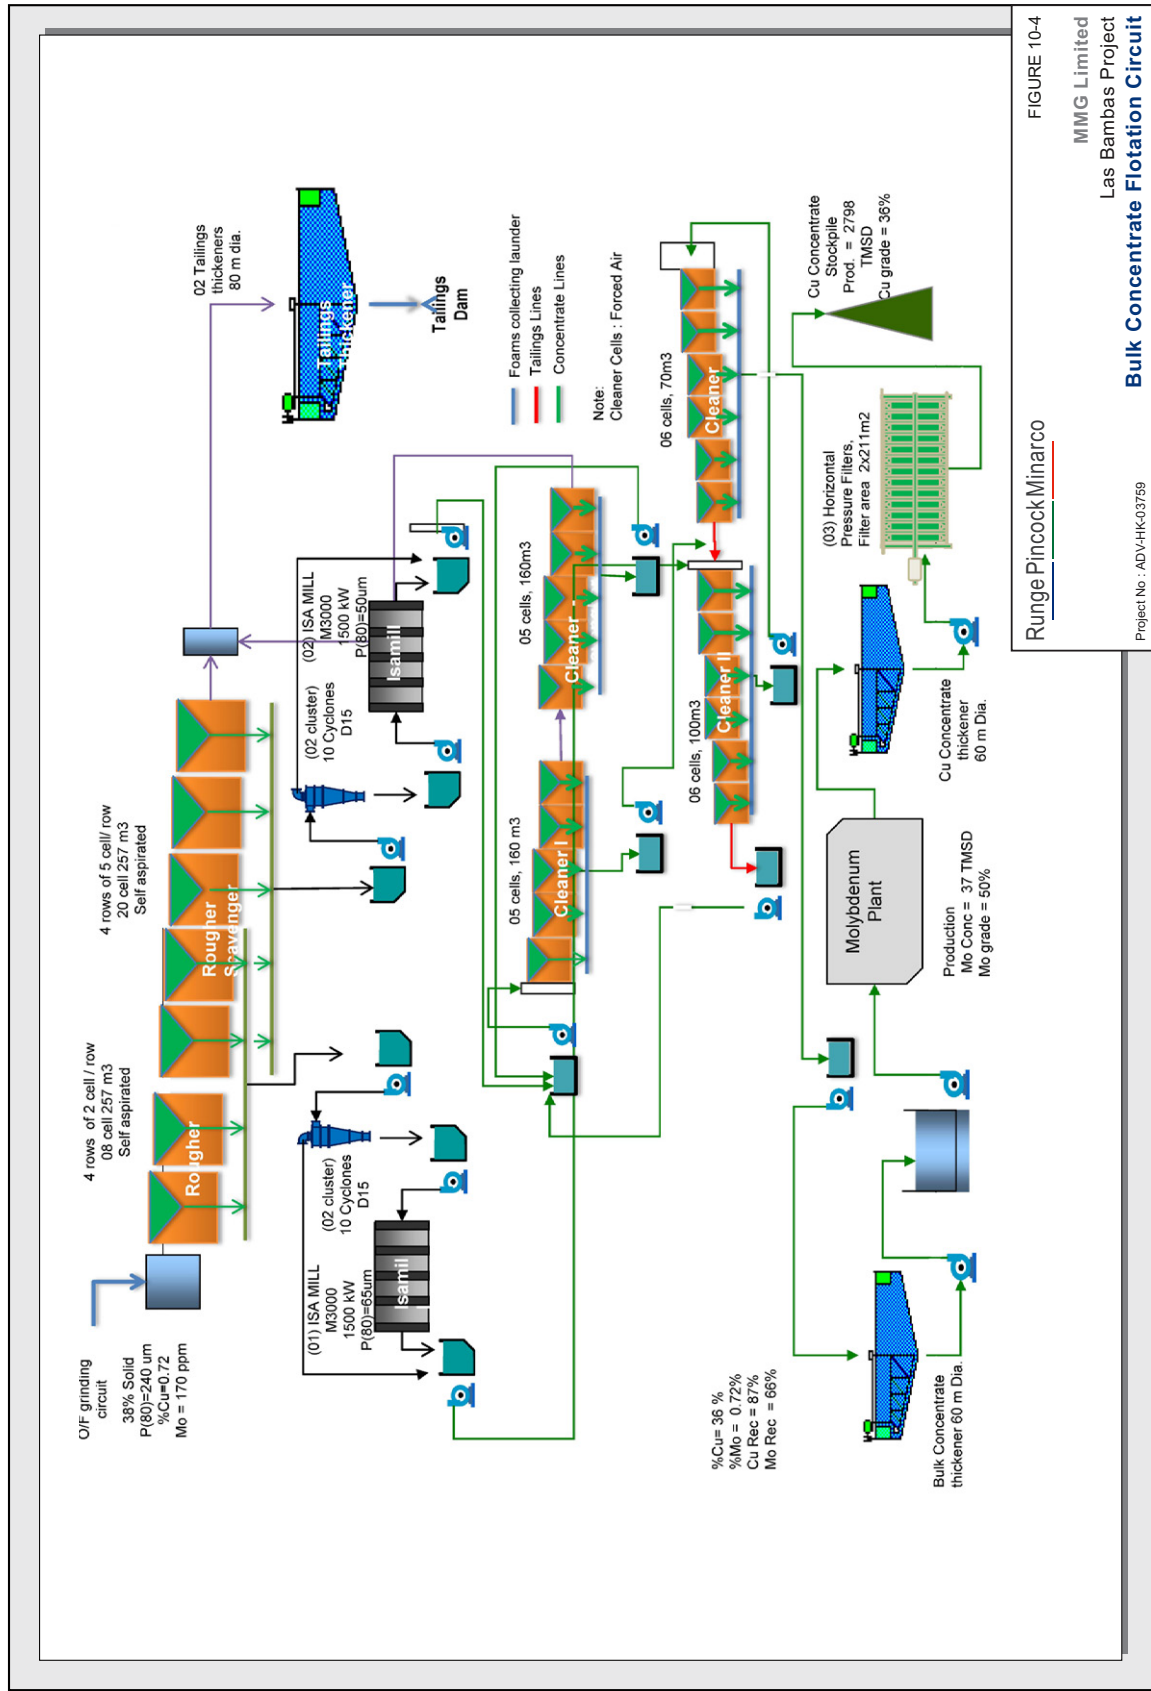 O/F grinding
circuit
38% Solid
P(80)=240 um
%Cu=0.72
Mo = 170 ppm
4 rows of 2 cell / row
08 cell 257 m3
Self aspirated
4 rows of 5 cell/ row
20 cell 257 m3
Self aspirated
02 Tailings
thickeners
80 m dia.
Rougher
Rougher
Scavenger
Tailings
Thickener
Tailings
Dam
(01) ISA MILL
M3000
1500 kW
P(80)=65um
Isamil
(02 cluster)
10 Cyclones
D15
(02 cluster)
10 Cyclones
D15
(02) ISA MILL
M3000
1500 kW
P(80)=50um
Isamill
Foams collecting launder
Tailings Lines
Concentrate Lines
Note:
Cleaner Cells : Forced Air
05 cells, 160 m3
Cleaner I
05 cells, 160m3
Cleaner -
06 cells, 100m3
Cleaner II
06 cells, 70m3
Cleaner
%Cu= 36 %
%Mo = 0.72%
Cu Rec = 87%
Mo Rec = 66%
Bulk Concentrate
thickener 60 m Dia.
Molybdenum
Plant
Production
Mo Conc = 37 TMSD
Mo grade = 50%
Cu Concentrate
thickener
60 m Dia.
(03) Horizontal
Pressure Filters,
Filter area 2x211m2
Cu Concentrate
Stockpile
Prod. = 2798
TMSD
Cu grade = 36%
RungePincockMinarco
Project No : ADV-HK-03759
FIGURE 10-4
MMG Limited
Las Bambas Project
Bulk Concentrate Flotation Circuit